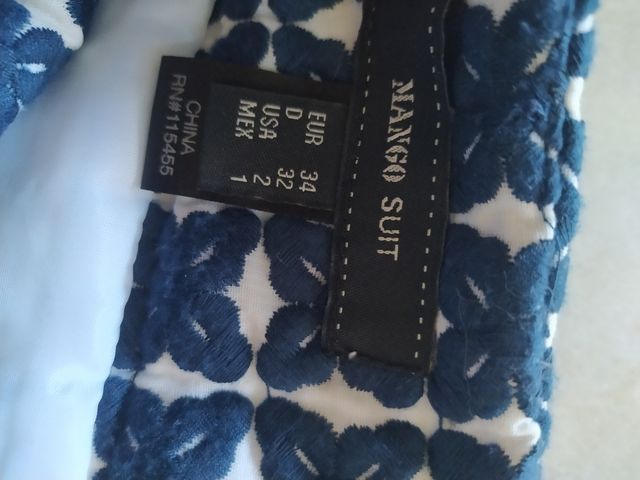 MANGO SUIT
EUR 34
D 32
USA 2
MEX 1
CHINA
RN#115455